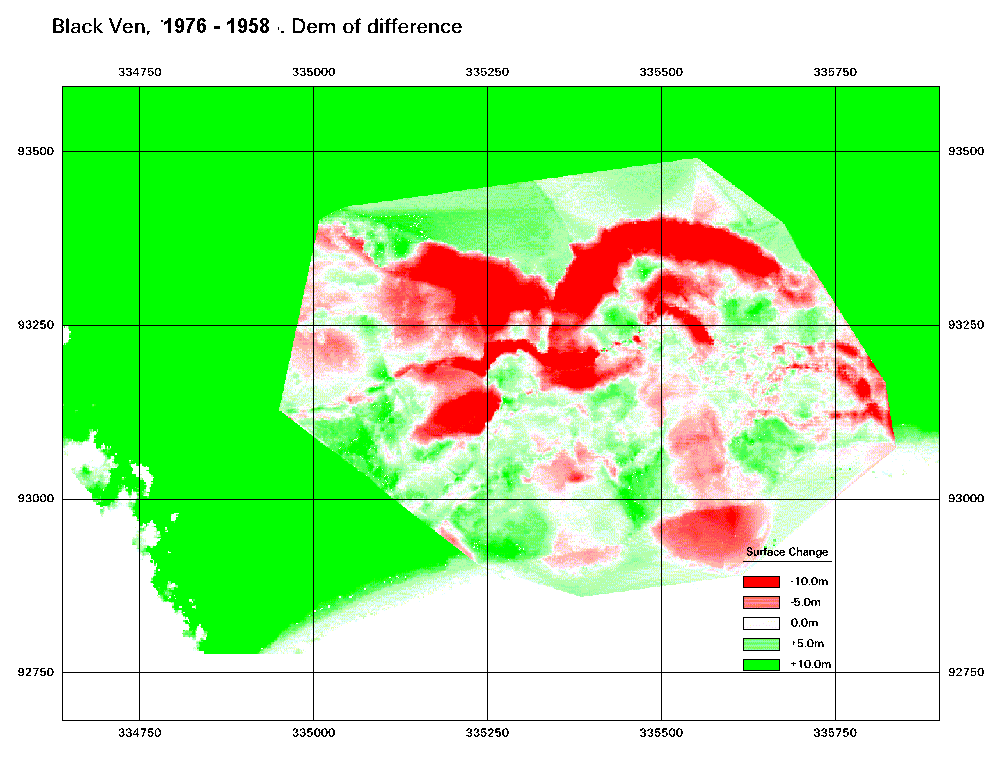 Black Ven, 1976 - 1958 . Dem of difference
334750 335000 335250 335500 335750
93500 93500
93250 93250
93000 93000
Surface Change
-10.0m
-5.0m
0.0m
+5.0m
+10.0m
92750 92750
334750 335000 335250 335500 335750